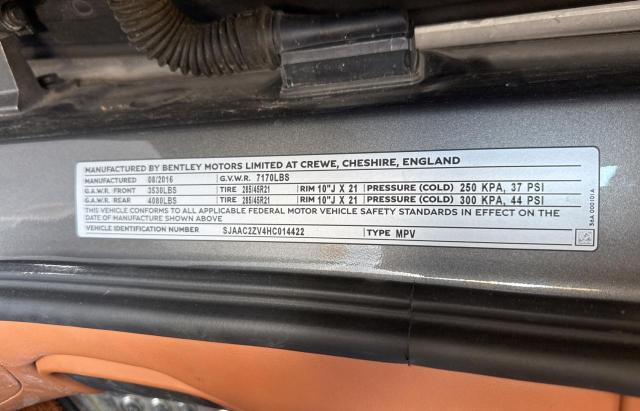 MANUFACTURED BY BENTLEY MOTORS LIMITED AT CREWE, CHESHIRE, ENGLAND
MANUFACTURED 08/2016 G.V.W.R. 7170LBS
G.A.W.R. FRONT 3530LBS TIRE 285/45R21 RIM 10"J X 21 PRESSURE (COLD) 250 KPA, 37 PSI
G.A.W.R. REAR 4080LBS TIRE 285/45R21 RIM 10"J X 21 PRESSURE (COLD) 300 KPA, 44 PSI
THIS VEHICLE CONFORMS TO ALL APPLICABLE FEDERAL MOTOR VEHICLE SAFETY STANDARDS IN EFFECT ON THE
DATE OF MANUFACTURE SHOWN ABOVE
VEHICLE IDENTIFICATION NUMBER SJAAC2ZV4HC014422 TYPE MPV
36A 000101A